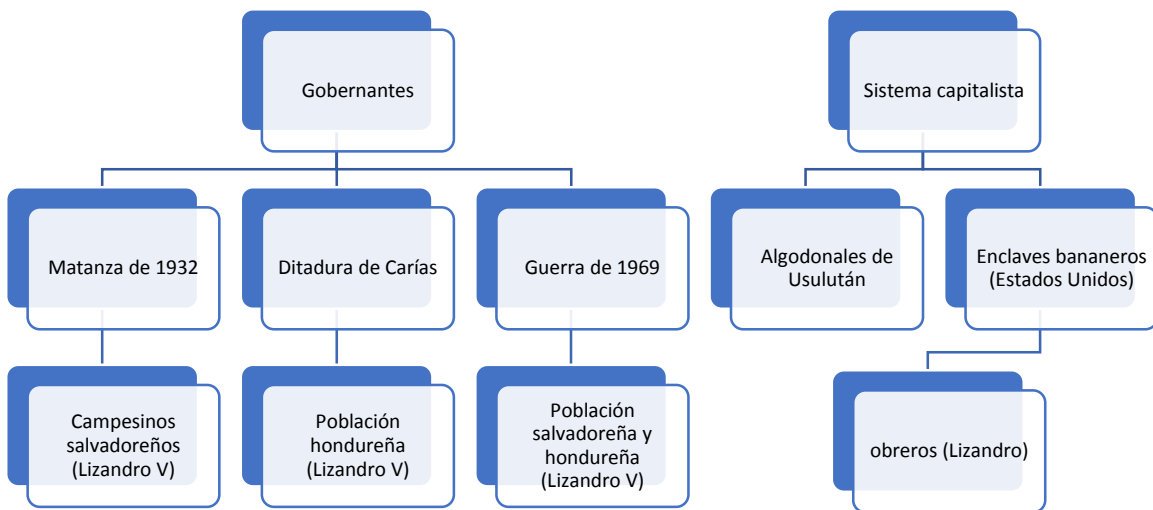 Gobernantes
Sistema capitalista
Matanza de 1932
Ditadura de Carías
Guerra de 1969
Algodonales de
Usulután
Enclaves bananeros
(Estados Unidos)
Campesinos
salvadoreños
(Lizandro V)
Población
hondureña
(Lizandro V)
Población
salvadoreña y
hondureña
(Lizandro V)
obreros (Lizandro)